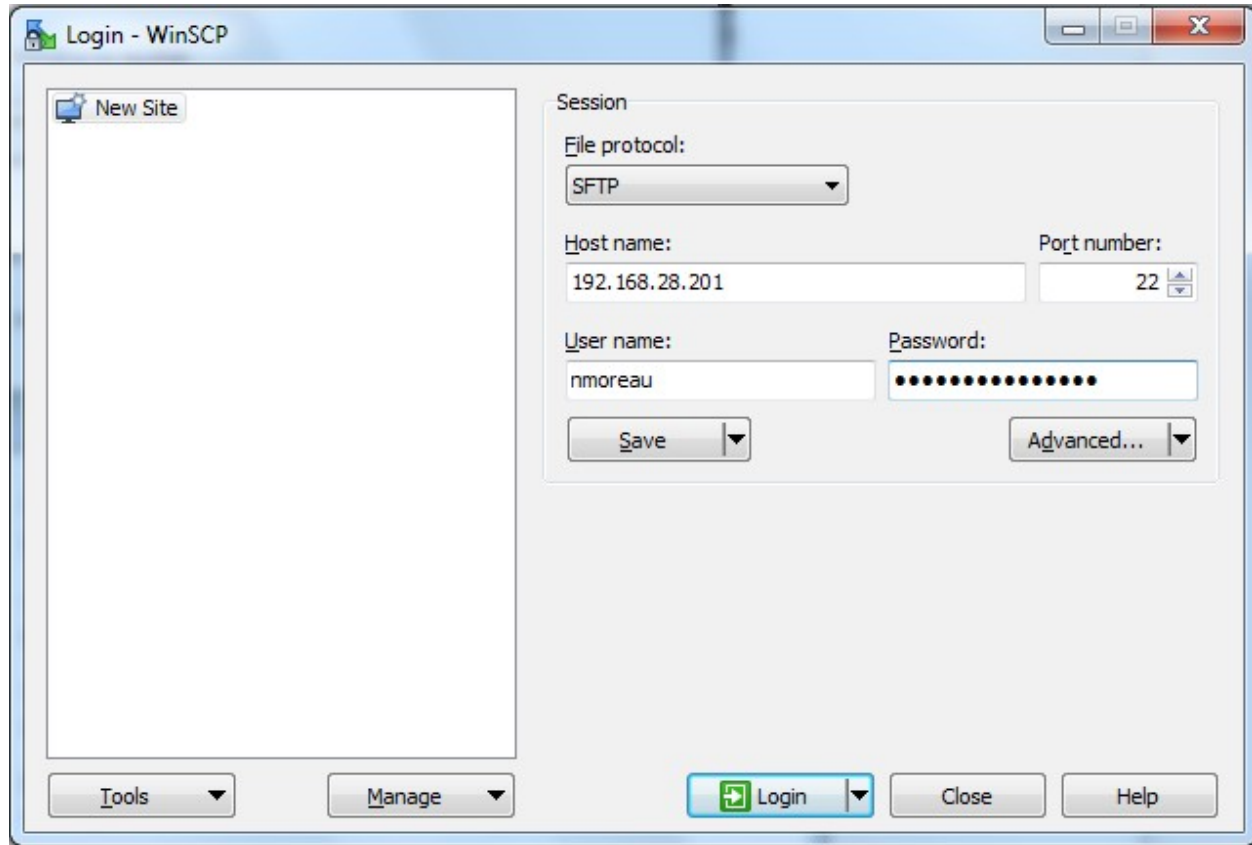 Login - WinSCP
New Site
Session
File protocol:
SFTP
Host name: Port number:
192.168.28.201 22
User name: Password:
nmoreau •••••••••••••••
Save Advanced...
Tools Manage Login Close Help